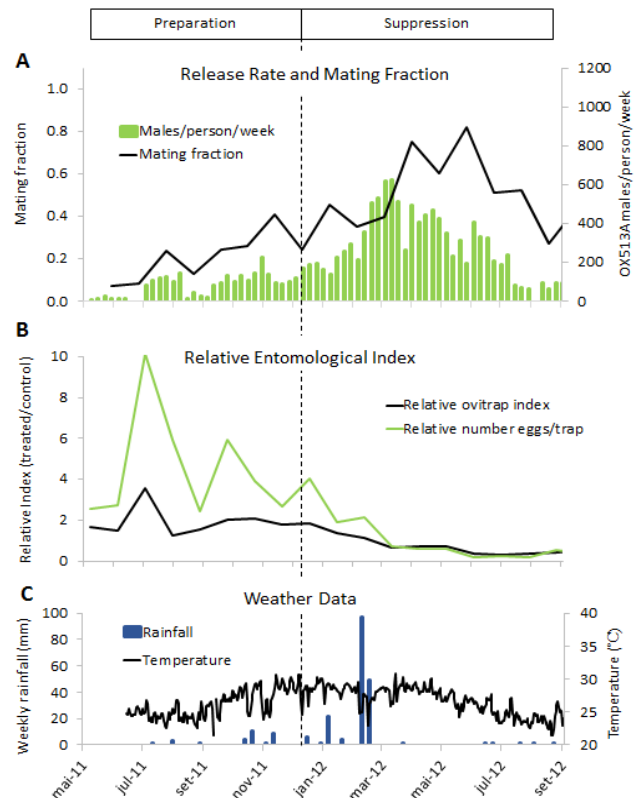 Preparation Suppression
A
Release Rate and Mating Fraction
Mating fraction
1.0
0.8
0.6
0.4
0.2
0.0
Males/person/week
Mating fraction
1200
1000
800
600
400
200
0
OX513A males/person/week
B
Relative Entomological Index
Relative Index (treated/control)
10
8
6
4
2
0
Relative ovitrap index
Relative number eggs/trap
C
Weather Data
Weekly rainfall (mm)
100
80
60
40
20
0
Rainfall
Temperature
40
35
30
25
20
Temperature (°C)
mai-11 jul-11 set-11 nov-11 jan-12 mar-12 mai-12 jul-12 set-12